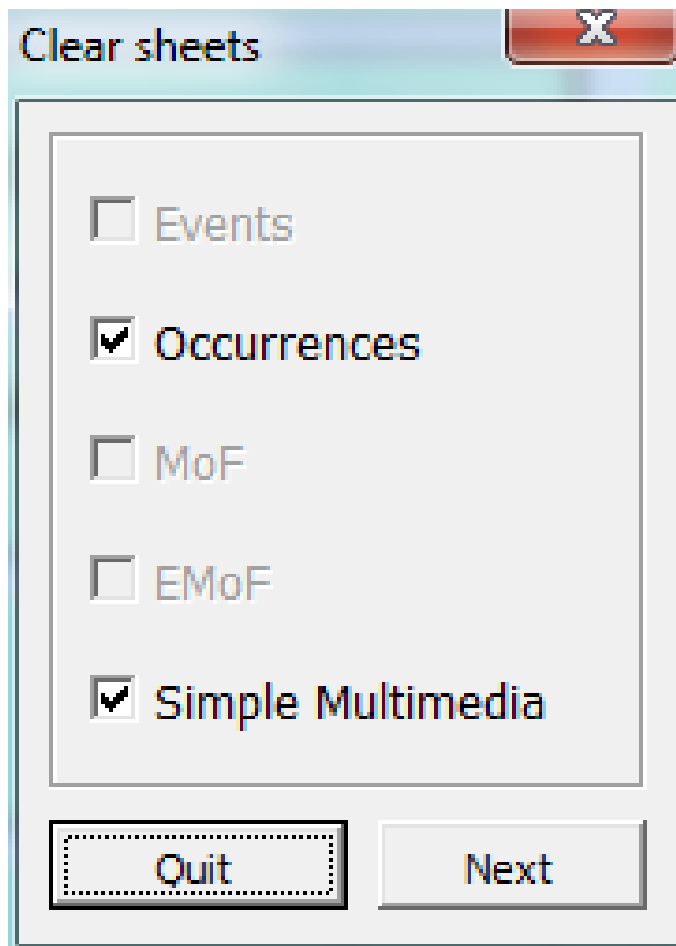 Clear sheets
Events
Occurrences
MoF
EMoF
Simple Multimedia
Quit Next